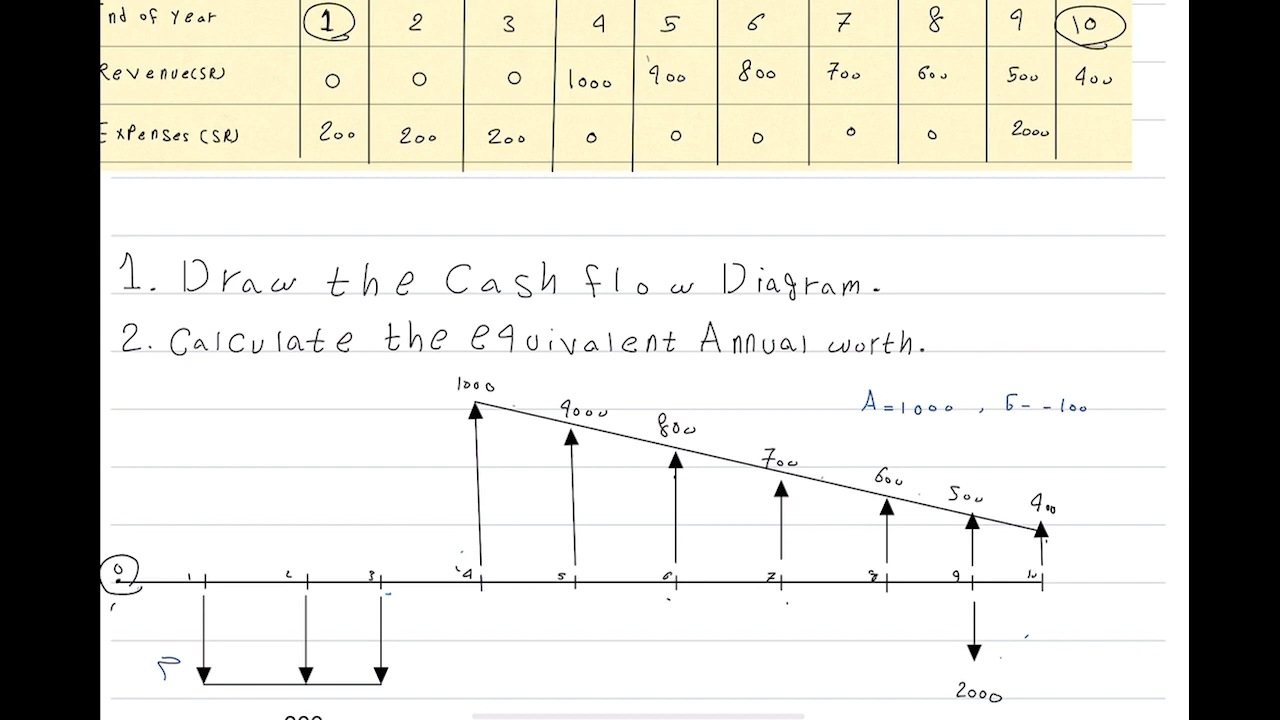 nd of Year 1 2 3 4 5 6 7 8 9 10
Revenue(SR) 0 0 0 1000 900 800 700 600 500 400
Expenses (SR) 200 200 200 0 0 0 0 0 2000
1. Draw the Cash flow Diagram.
2. Calculate the equivalent Annual worth.
1000 9000 800 700 600 500 400
A=1000 , G=-100
0 1 2 3 4 5 6 7 8 9 10
P
2000